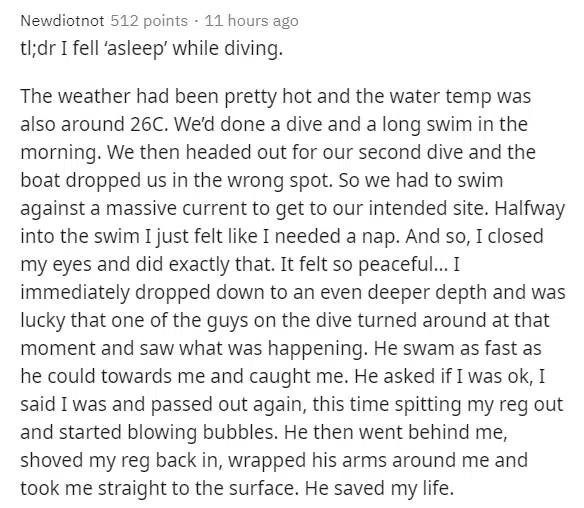 Newdiotnot 512 points · 11 hours ago
tl;dr I fell ‘asleep’ while diving.
The weather had been pretty hot and the water temp was
also around 26C. We’d done a dive and a long swim in the
morning. We then headed out for our second dive and the
boat dropped us in the wrong spot. So we had to swim
against a massive current to get to our intended site. Halfway
into the swim I just felt like I needed a nap. And so, I closed
my eyes and did exactly that. It felt so peaceful... I
immediately dropped down to an even deeper depth and was
lucky that one of the guys on the dive turned around at that
moment and saw what was happening. He swam as fast as
he could towards me and caught me. He asked if I was ok, I
said I was and passed out again, this time spitting my reg out
and started blowing bubbles. He then went behind me,
shoved my reg back in, wrapped his arms around me and
took me straight to the surface. He saved my life.